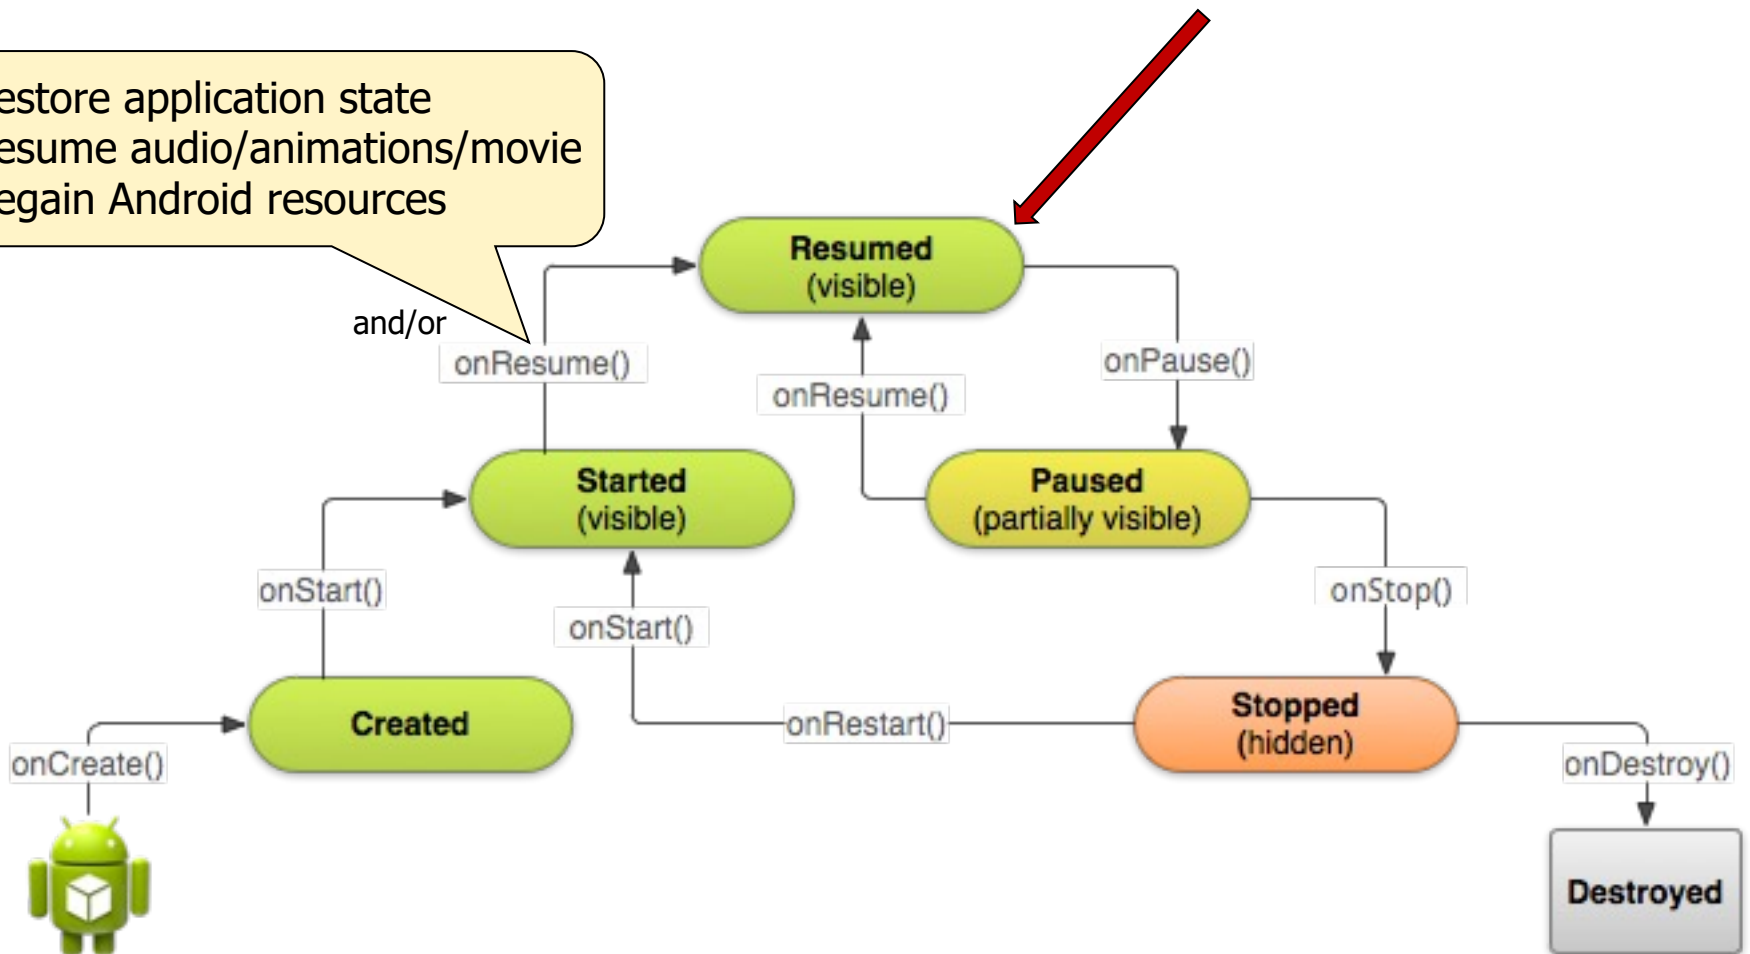 estore application state
esume audio/animations/movie
egain Android resources
Resumed
(visible)
and/or
onResume()
onPause()
onResume()
Started
(visible)
Paused
(partially visible)
onStart()
onStop()
onStart()
Created
onRestart()
Stopped
(hidden)
onCreate()
onDestroy()
Destroyed